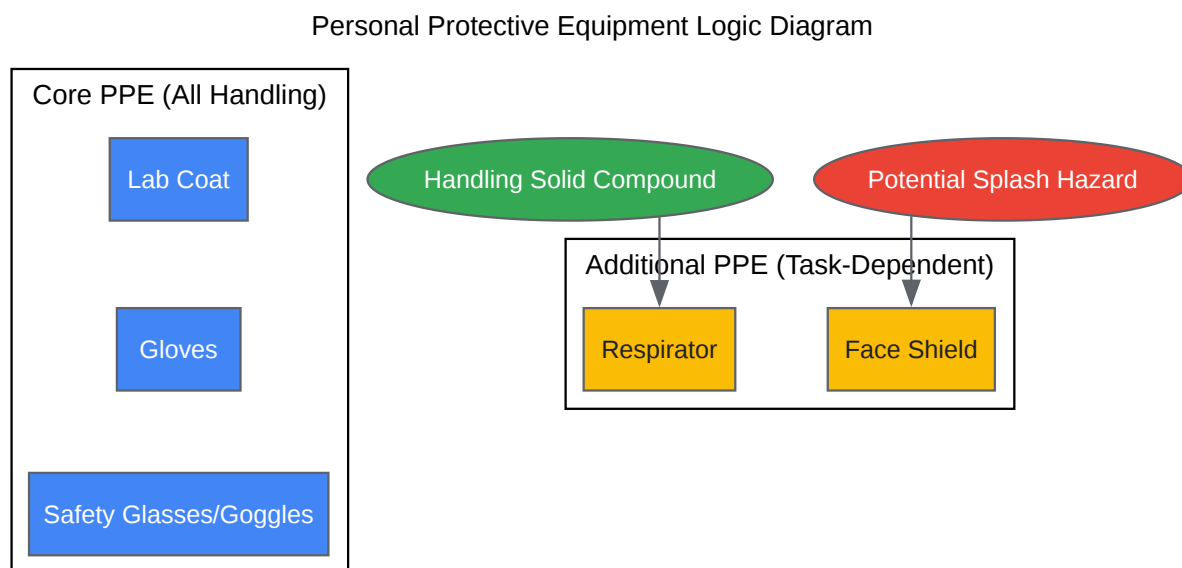 Personal Protective Equipment Logic Diagram
Core PPE (All Handling)
Lab Coat
Gloves
Safety Glasses/Goggles
Handling Solid Compound
Potential Splash Hazard
Additional PPE (Task-Dependent)
Respirator
Face Shield